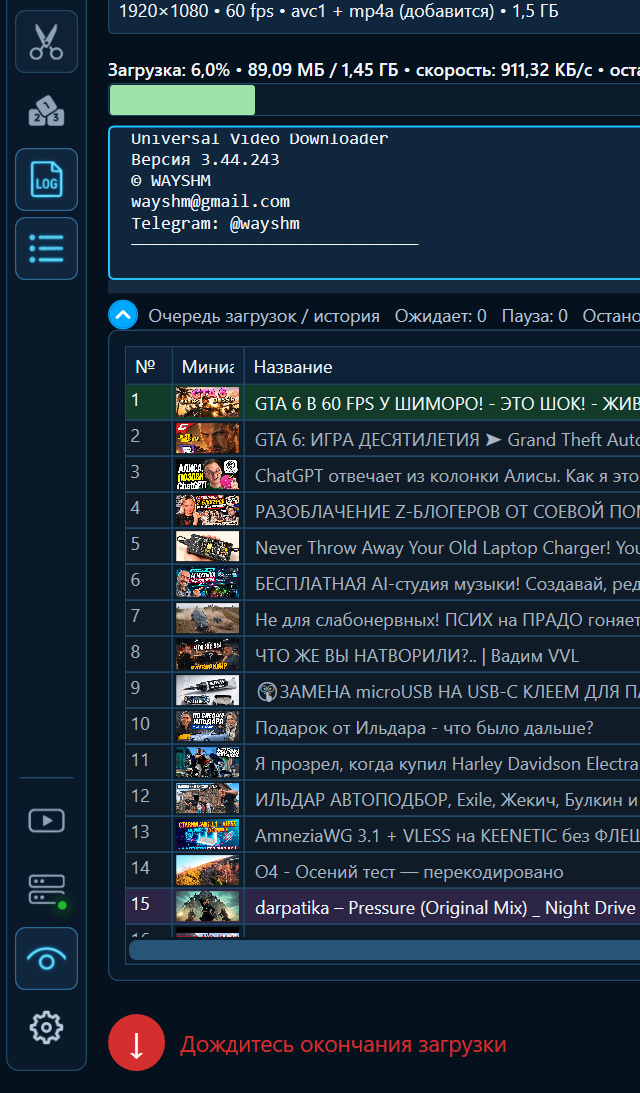 1920×1080 • 60 fps • avc1 + mp4a (добавится) • 1,5 ГБ
Загрузка: 6,0% • 89,09 МБ / 1,45 ГБ • скорость: 911,32 КБ/с • оста
Universal Video Downloader
Версия 3.44.243
© WAYSHM
wayshm@gmail.com
Telegram: @wayshm
LOG
Очередь загрузок / история Ожидает: 0 Пауза: 0 Остано
№ Миниа Название
1 GTA 6 В 60 FPS У ШИМОРО! - ЭТО ШОК! - ЖИВ
2 GTA 6: ИГРА ДЕСЯТИЛЕТИЯ ➤ Grand Theft Auto
3 АЛИСА, ПОЗОВИ ChatGPT! ChatGPT отвечает из колонки Алисы. Как я это
4 РАЗОБЛАЧЕНИЕ Z-БЛОГЕРОВ ОТ СОЕВОЙ ПОМ
5 Never Throw Away Your Old Laptop Charger! You
6 БЕСПЛАТНАЯ AI-студия музыки! Создавай, ред
7 Не для слабонервных! ПСИХ на ПРАДО гоняет
8 ЧТО ЖЕ ВЫ НАТВОРИЛИ?.. | Вадим VVL
9 ЗАМЕНА microUSB НА USB-C КЛЕЕМ ДЛЯ ПА
10 Подарок от Ильдара - что было дальше?
11 Я прозрел, когда купил Harley Davidson Electra
12 ИЛЬДАР АВТОПОДБОР, Exile, Жекич, Булкин и
13 AmneziaWG 3.1 + VLESS на KEENETIC без ФЛЕШ
14 О4 - Осений тест — перекодировано
15 darpatika – Pressure (Original Mix) _ Night Drive
16
Дождитесь окончания загрузки